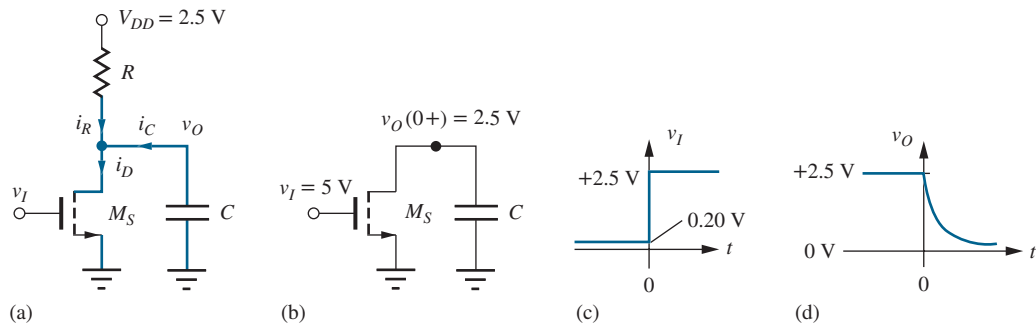 V_DD = 2.5 V
R
i_R
i_C
v_O
i_D
v_I
M_S
C
(a)
v_O (0+) = 2.5 V
v_I = 5 V
M_S
C
(b)
v_I
+2.5 V
0.20 V
t
0
(c)
v_O
+2.5 V
0 V
t
0
(d)